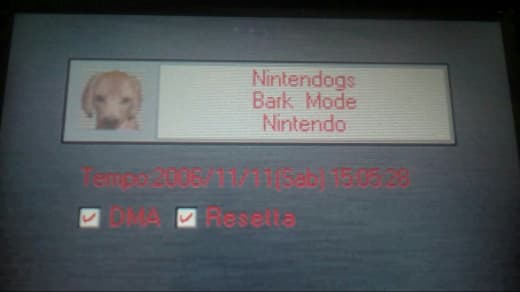 Nintendogs
Bark Mode
Nintendo
Tempo:2006/11/11(Sab) 15:05:28
DMA Resetta